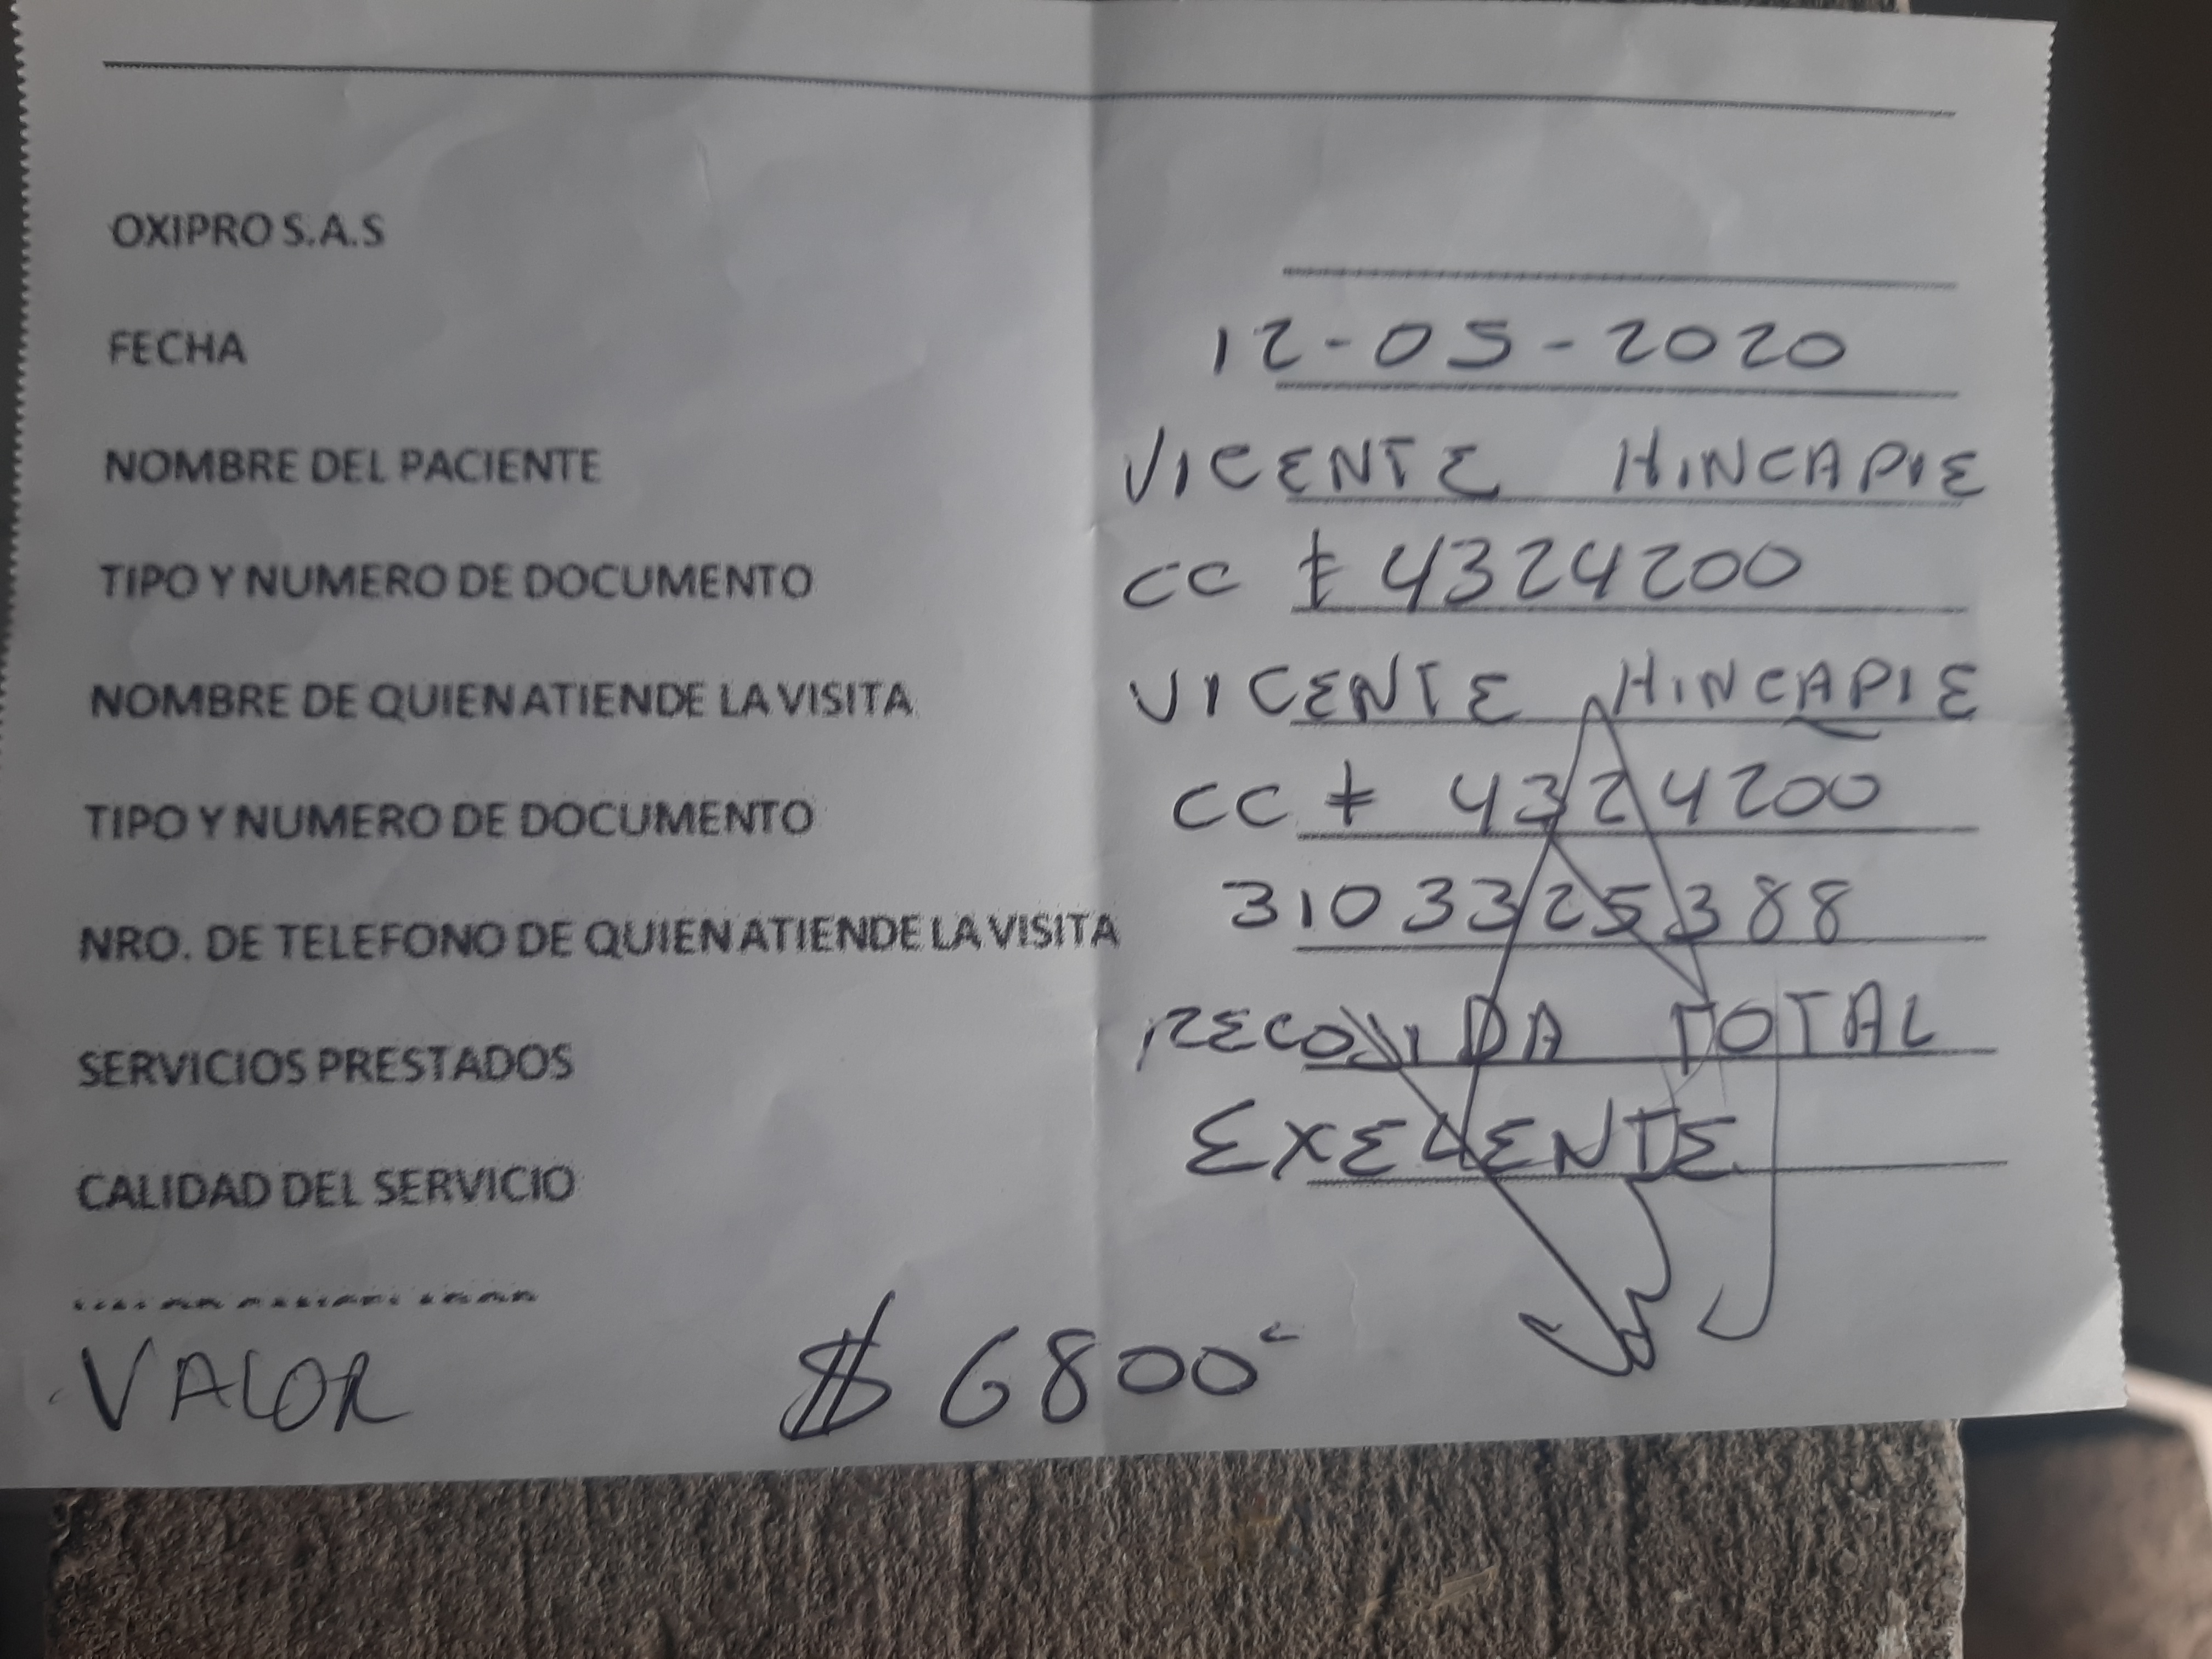 OXIPRO S.A.S
FECHA 12-05-2020
NOMBRE DEL PACIENTE VICENTE HINCAPIE
TIPO Y NUMERO DE DOCUMENTO CC # 4324200
NOMBRE DE QUIEN ATIENDE LA VISITA VICENTE HINCAPIE
TIPO Y NUMERO DE DOCUMENTO CC # 4324200
NRO. DE TELEFONO DE QUIEN ATIENDE LA VISITA 3103325388
SERVICIOS PRESTADOS TOTAL
CALIDAD DEL SERVICIO EXELENTE
VALOR $ 6800